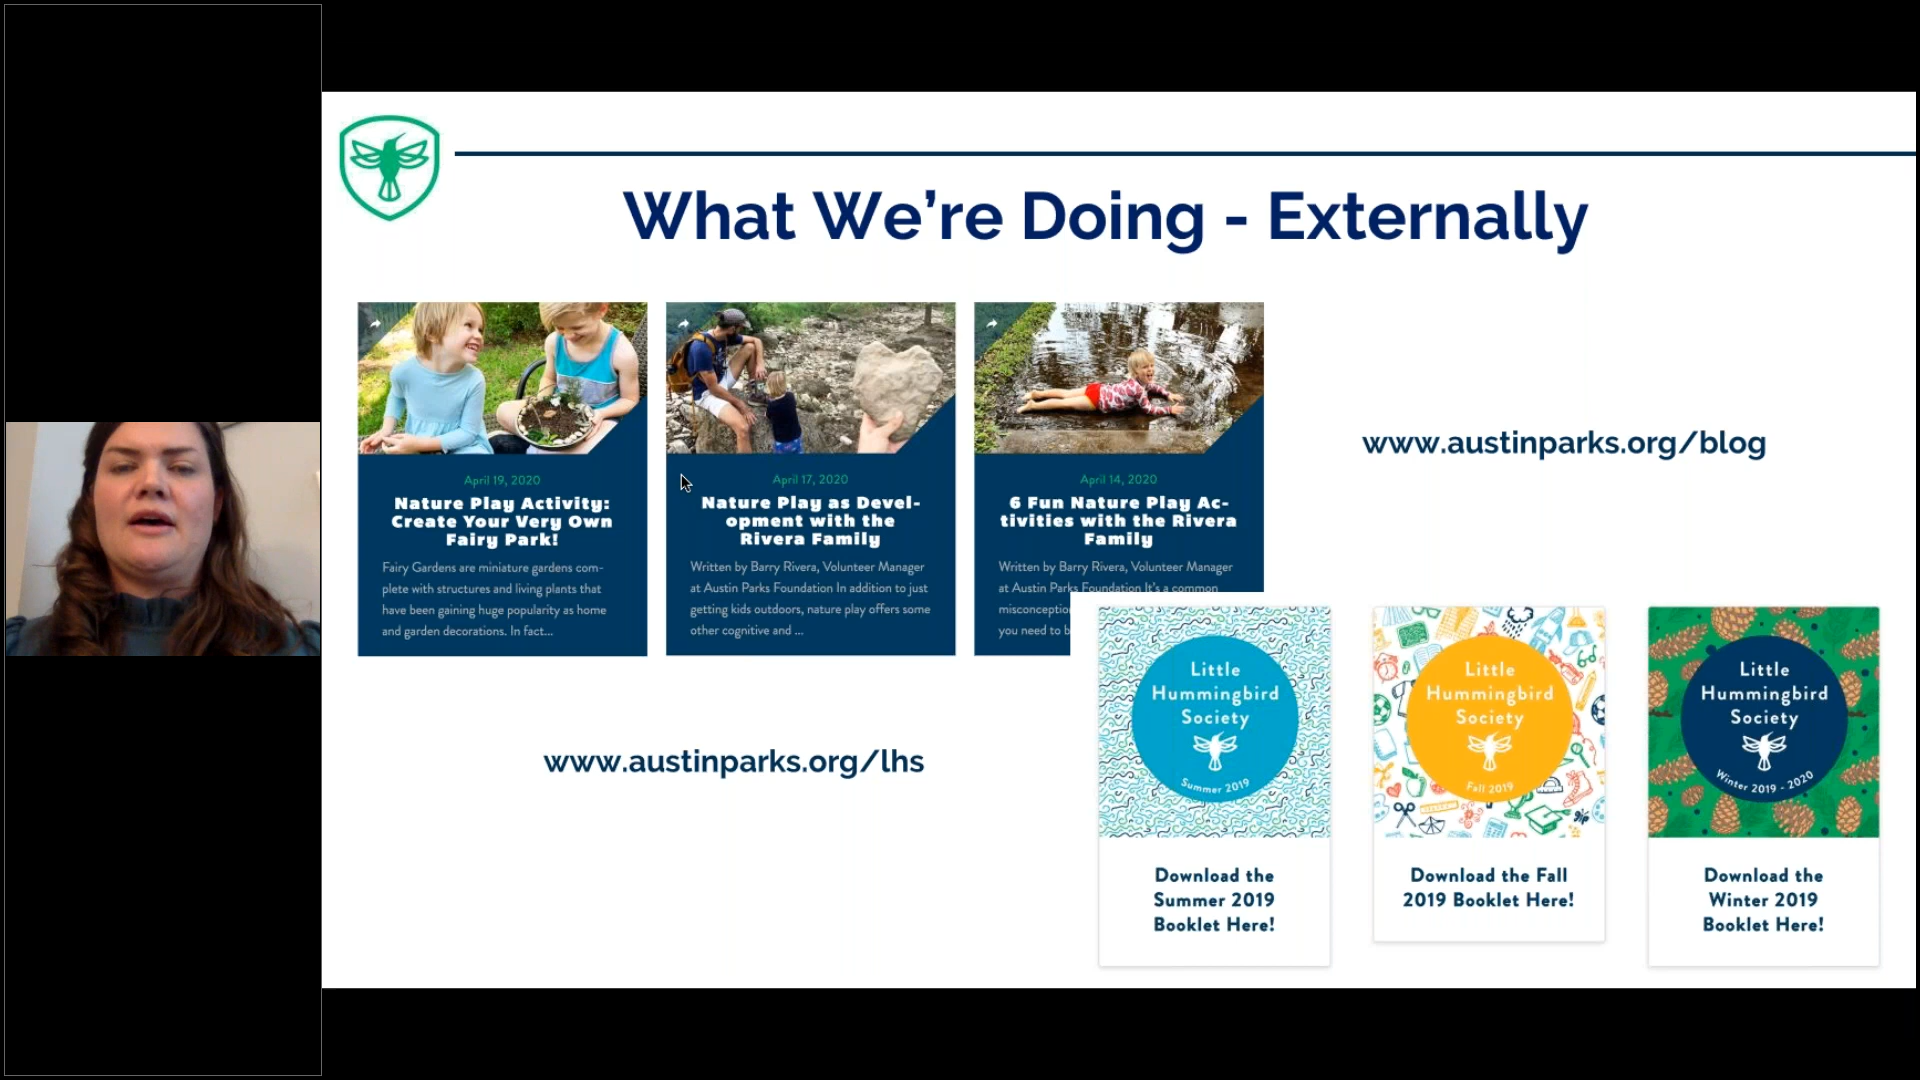 What We're Doing - Externally
April 19, 2020
Nature Play Activity:
Create Your Very Own
Fairy Park!
Fairy Gardens are miniature gardens com-
plete with structures and living plants that
have been gaining huge popularity as home
and garden decorations. In fact...
April 17, 2020
Nature Play as Devel-
opment with the
Rivera Family
Written by Barry Rivera, Volunteer Manager
at Austin Parks Foundation In addition to just
getting kids outdoors, nature play offers some
other cognitive and ...
April 14, 2020
6 Fun Nature Play Ac-
tivities with the Rivera
Family
Written by Barry Rivera, Volunteer Manager
at Austin Parks Foundation It's a common
misconceptio
you need to b
www.austinparks.org/blog
www.austinparks.org/lhs
Little
Hummingbird
Society
Summer 2019
Download the
Summer 2019
Booklet Here!
Little
Hummingbird
Society
Fall 2019
Download the Fall
2019 Booklet Here!
Little
Hummingbird
Society
Winter 2019 - 2020
Download the
Winter 2019
Booklet Here!